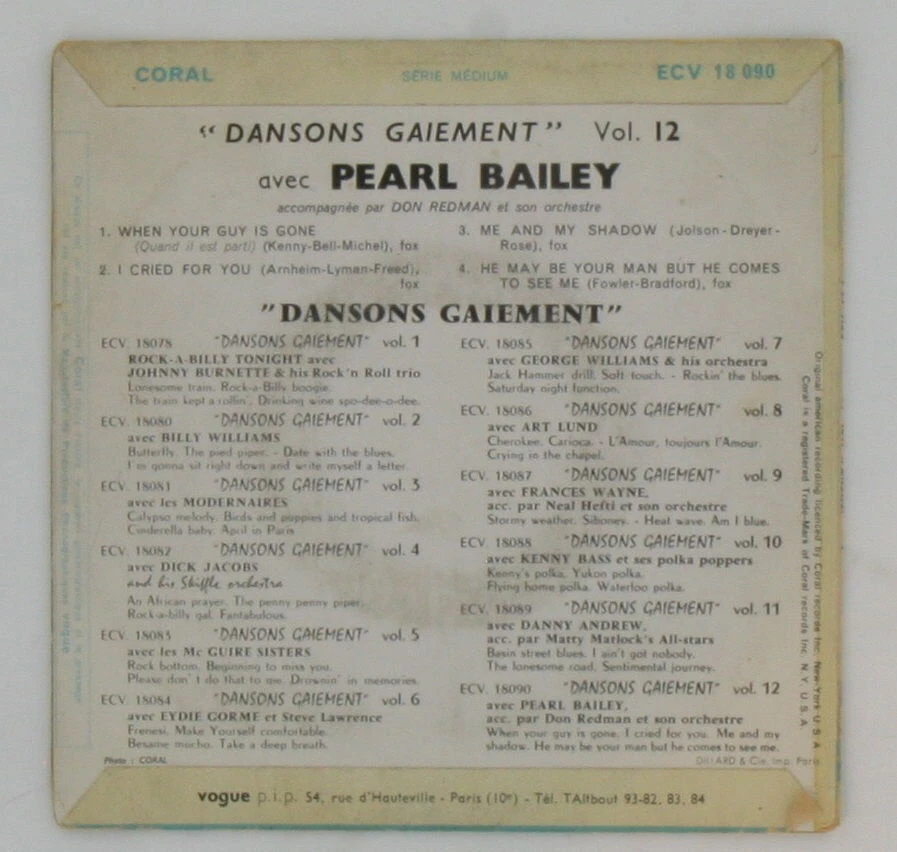 CORAL SÉRIE MÉDIUM ECV 18 090
“ DANSONS GAIEMENT ” Vol. 12
avec PEARL BAILEY
accompagnée par DON REDMAN et son orchestre
1. WHEN YOUR GUY IS GONE
(Quand il est parti) (Kenny-Bell-Michel), fox
2. I CRIED FOR YOU (Arnheim-Lyman-Freed),
fox
3. ME AND MY SHADOW (Jolson-Dreyer-
Rose), fox
4. HE MAY BE YOUR MAN BUT HE COMES
TO SEE ME (Fowler-Bradford), fox
"DANSONS GAIEMENT"
ECV. 18078 "DANSONS GAIEMENT" vol. 1
ROCK-A-BILLY TONIGHT avec
JOHNNY BURNETTE & his Rock'n Roll trio
Lonesome train. Rock-a-Billy boogie.
The train kept a rollin'. Drinking wine spo-dee-o-dee.
ECV. 18080 "DANSONS GAIEMENT" vol. 2
avec BILLY WILLIAMS
Butterfly. The pied piper. - Date with the blues.
I'm gonna sit right down and write myself a letter.
ECV. 18081 "DANSONS GAIEMENT" vol. 3
avec les MODERNAIRES
Calypso melody. Birds and puppies and tropical fish.
Cinderella baby. April in Paris
ECV. 18082 "DANSONS GAIEMENT" vol. 4
avec DICK JACOBS
and his Skiffle orchestra
An African prayer. The penny penny piper.
Rock-a-billy gal. Fantabulous.
ECV. 18083 "DANSONS GAIEMENT" vol. 5
avec les Mc GUIRE SISTERS
Rock bottom. Beginning to miss you.
Please don't do that to me. Drownin' in memories.
ECV. 18084 "DANSONS GAIEMENT" vol. 6
avec EYDIE GORME et Steve Lawrence
Frenesi. Make Yourself comfortable.
Besame mucho. Take a deep breath.
Photo : CORAL
ECV. 18085 "DANSONS GAIEMENT" vol. 7
avec GEORGE WILLIAMS & his orchestra
Jack Hammer drill. Soft touch. - Rockin' the blues.
Saturday night function.
ECV. 18086 "DANSONS GAIEMENT" vol. 8
avec ART LUND
Cherokee. Carioca. - L'Amour, toujours l'Amour.
Crying in the chapel.
ECV. 18087 "DANSONS GAIEMENT" vol. 9
avec FRANCES WAYNE,
acc. par Neal Hefti et son orchestre
Stormy weather. Siboney. - Heat wave. Am I blue.
ECV. 18088 "DANSONS GAIEMENT" vol. 10
avec KENNY BASS et ses polka poppers
Kenny's polka. Yukon polka.
Flying home polka. Waterloo polka.
ECV. 18089 "DANSONS GAIEMENT" vol. 11
avec DANNY ANDREW,
acc. par Matty Matlock's All-stars
Basin street blues. I ain't got nobody.
The lonesome road. Sentimental journey.
ECV. 18090 "DANSONS GAIEMENT" vol. 12
avec PEARL BAILEY,
acc. par Don Redman et son orchestre
When your guy is gone. I cried for you. Me and my
shadow. He may be your man but he comes to see me.
DILLARD & Cie. Imp. Paris
Original american recording licenced by Coral records Inc. New-York U.S.A.
Coral is a registered Trade-Mark of Coral records Inc. N.Y. U.S.A.
vogue p.i.p. 54, rue d'Hauteville - Paris (10e) - Tél. TAItbout 93-82, 83, 84